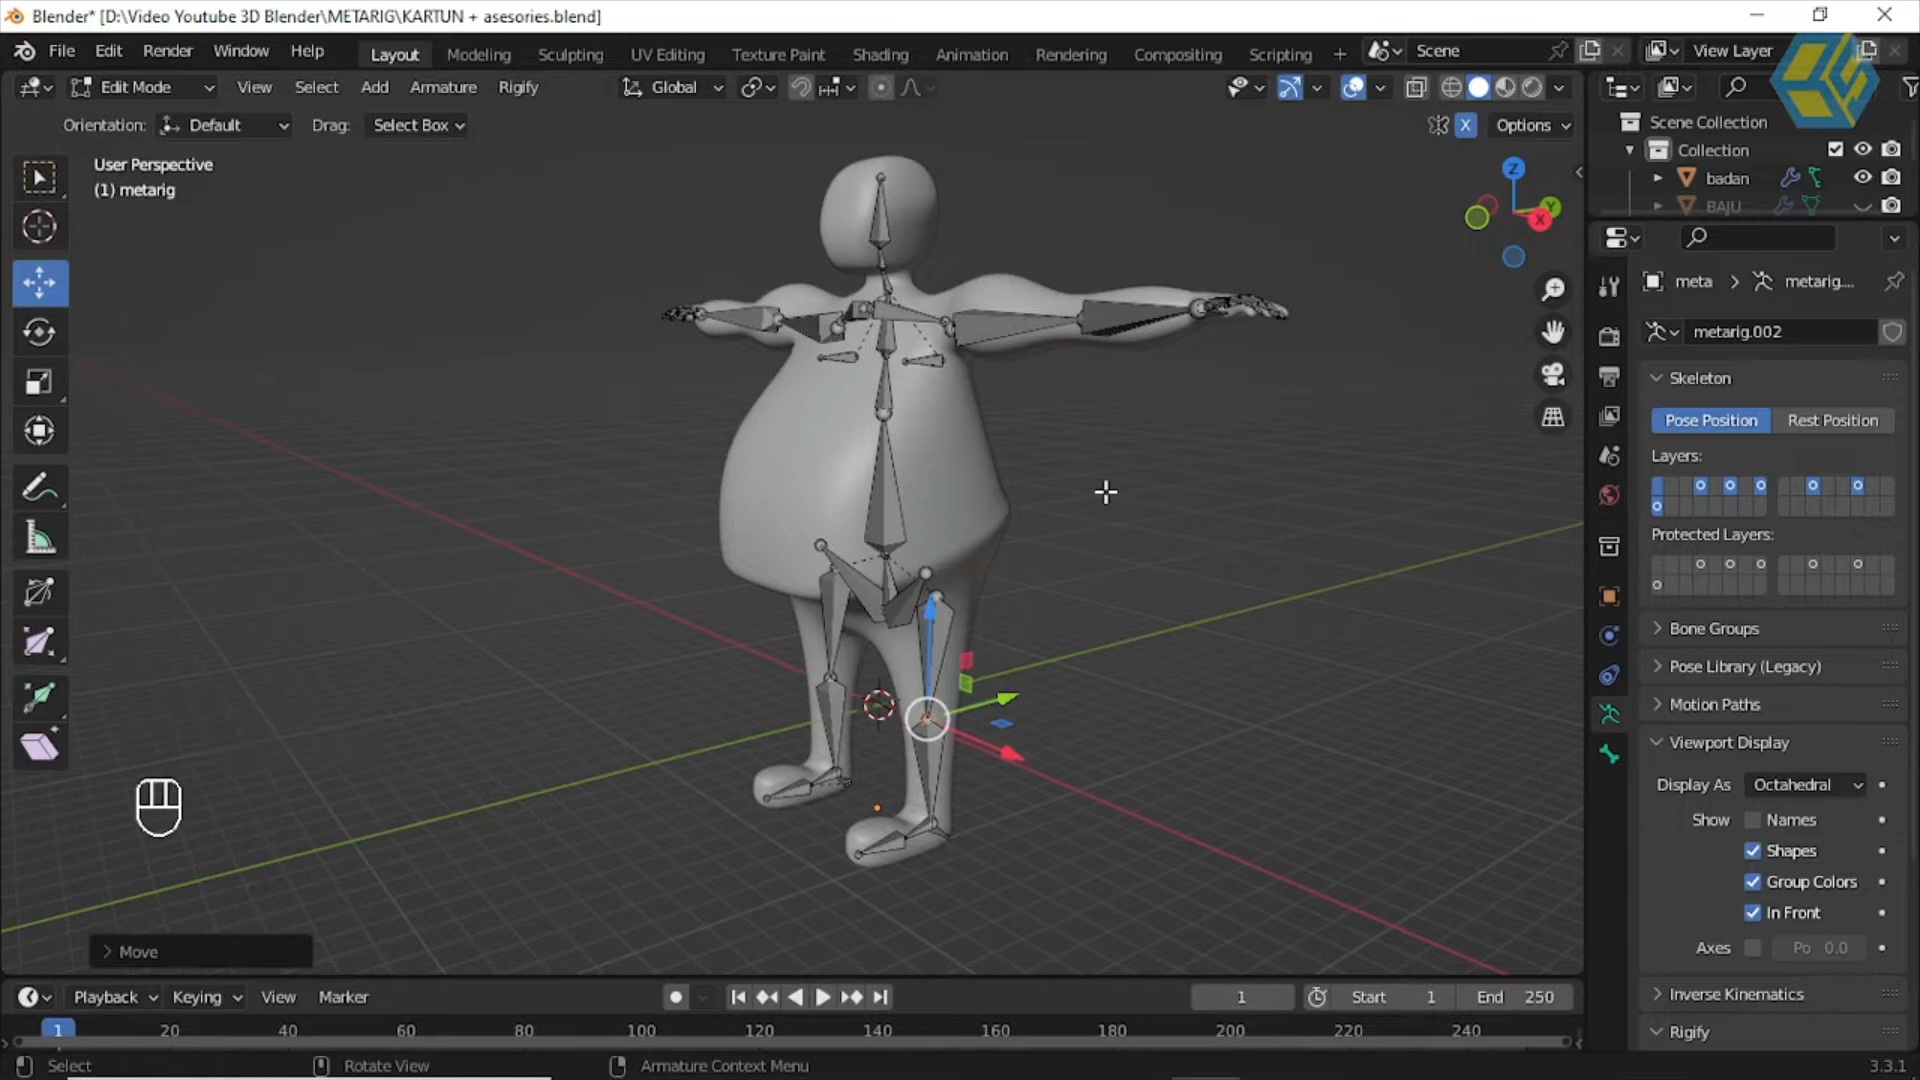 Blender* [D:\Video Youtube 3D Blender\METARIG\KARTUN + asesories.blend]
File Edit Render Window Help Layout Modeling Sculpting UV Editing Texture Paint Shading Animation Rendering Compositing Scripting + Scene View Layer
Edit Mode View Select Add Armature Rigify Global
Orientation: Default Drag: Select Box X Options
User Perspective
(1) metarig
Z
Y
X
Scene Collection
Collection
badan
BAJU
meta metarig....
metarig.002
Skeleton
Pose Position Rest Position
Layers:
Protected Layers:
Bone Groups
Pose Library (Legacy)
Motion Paths
Viewport Display
Display As Octahedral
Show Names
Shapes
Group Colors
In Front
Axes Po 0.0
Inverse Kinematics
Rigify
Move
Playback Keying View Marker 1 Start 1 End 250
1 20 40 60 80 100 120 140 160 180 200 220 240
Select Rotate View Armature Context Menu 3.3.1